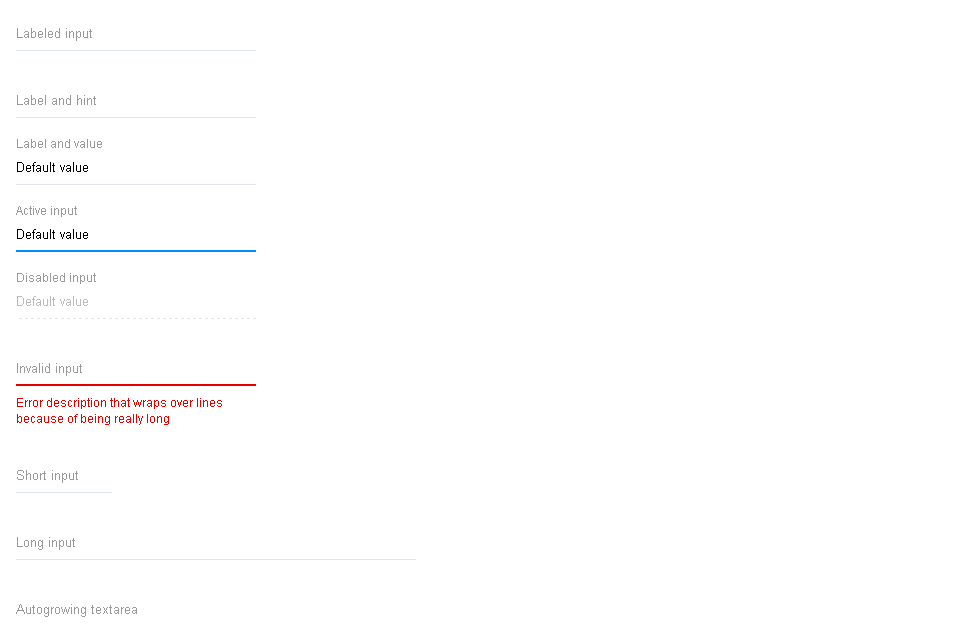 Labeled input
Label and hint
Label and value
Default value
Active input
Default value
Disabled input
Default value
Invalid input
Error description that wraps over lines
because of being really long
Short input
Long input
Autogrowing textarea